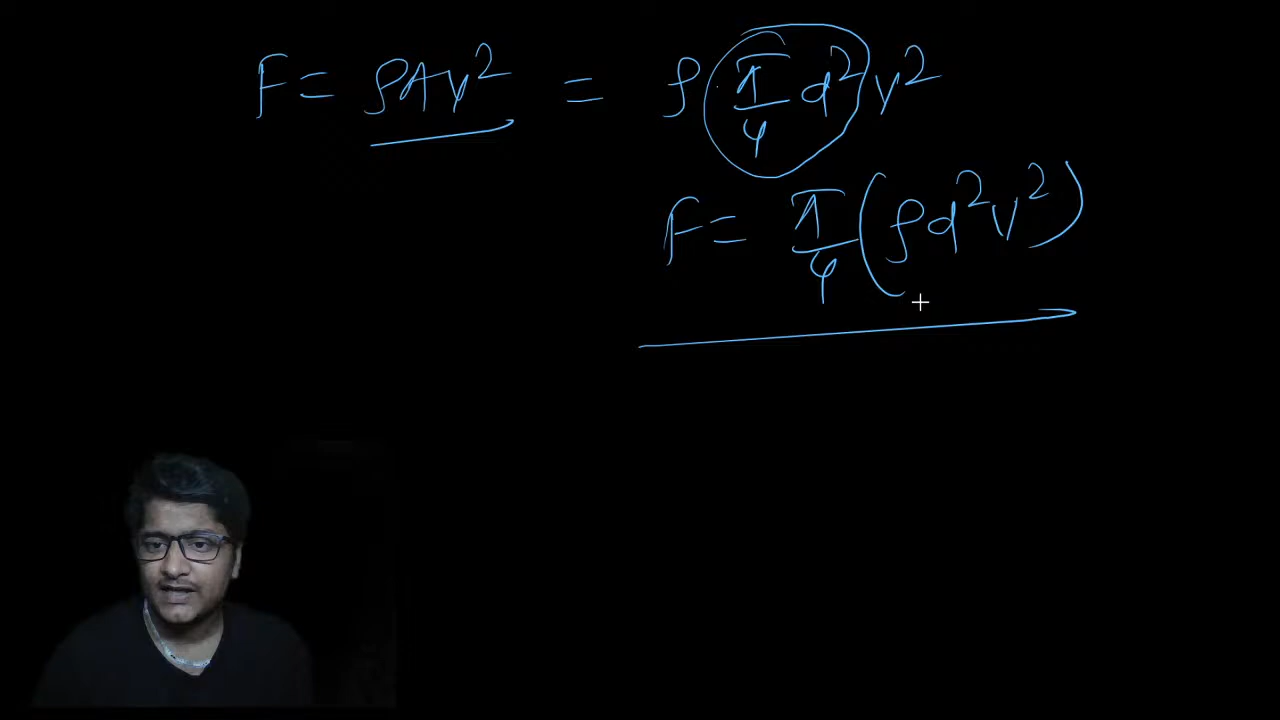 F = ρAv² = ρ(π/4 d²)v²
F = π/4(ρd²v²)